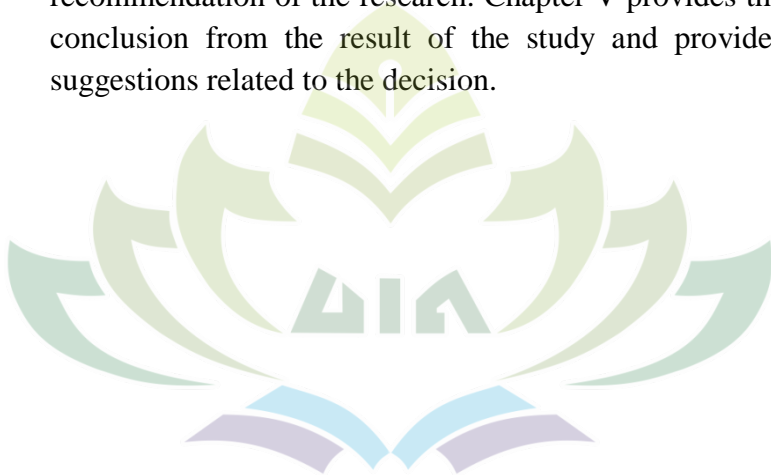 recommendation of the research. Chapter V provides th
conclusion from the result of the study and provide
suggestions related to the decision.